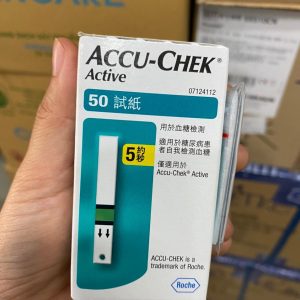 ACCU-CHEK®
Active
07124112
50 試紙
用於血糖檢測
5約秒
適用於糖尿病患
者自我檢測血糖
僅適用於
Accu-Chek® Active
ACCU-CHEK is a
trademark of Roche.
Roche